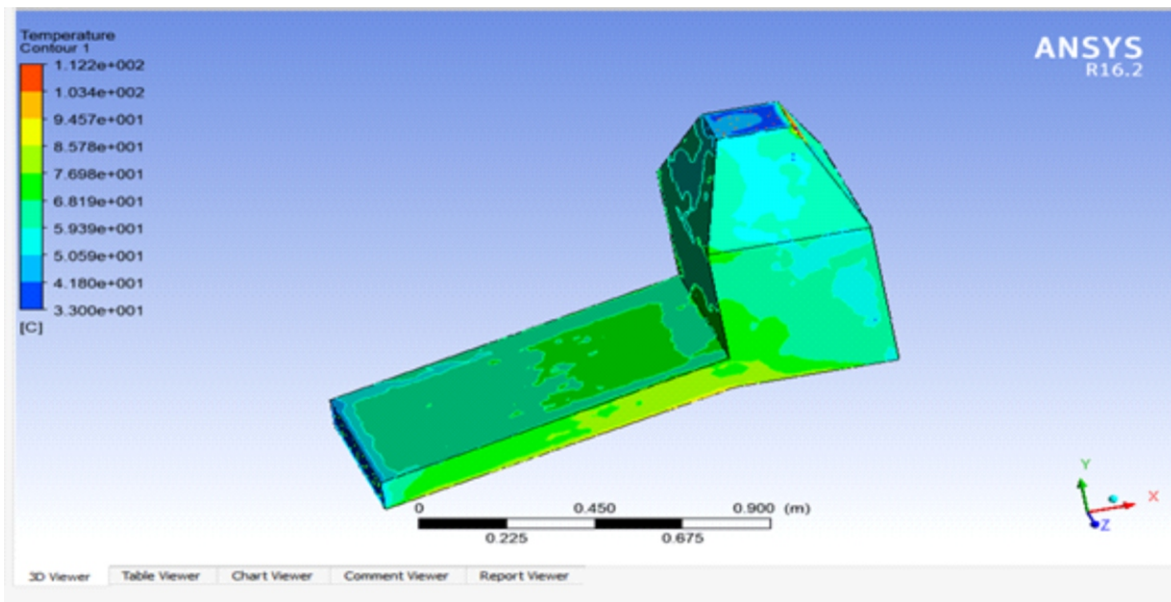 Temperature
Contour 1
1.122e+002
1.034e+002
9.457e+001
8.578e+001
7.698e+001
6.819e+001
5.939e+001
5.059e+001
4.180e+001
3.300e+001
[C]
ANSYS
R16.2
0 0.450 0.900 (m)
0.225 0.675
Y
X
Z
3D Viewer Table Viewer Chart Viewer Comment Viewer Report Viewer